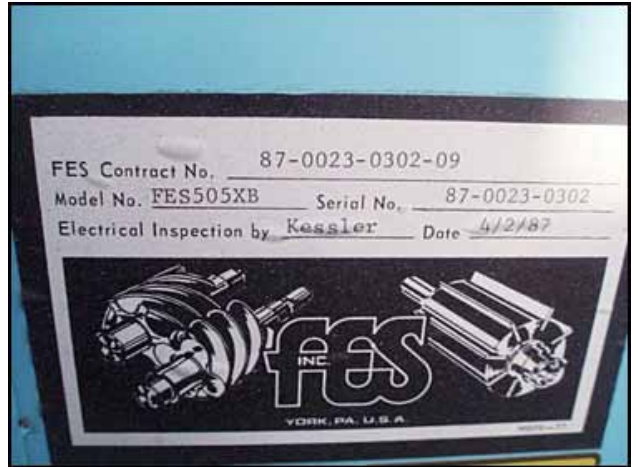 FES Contract No. 87-0023-0302-09
Model No. FES505XB Serial No. 87-0023-0302
Electrical Inspection by Kessler Date 4/2/87
FES
INC.
YORK, PA. U.S.A.